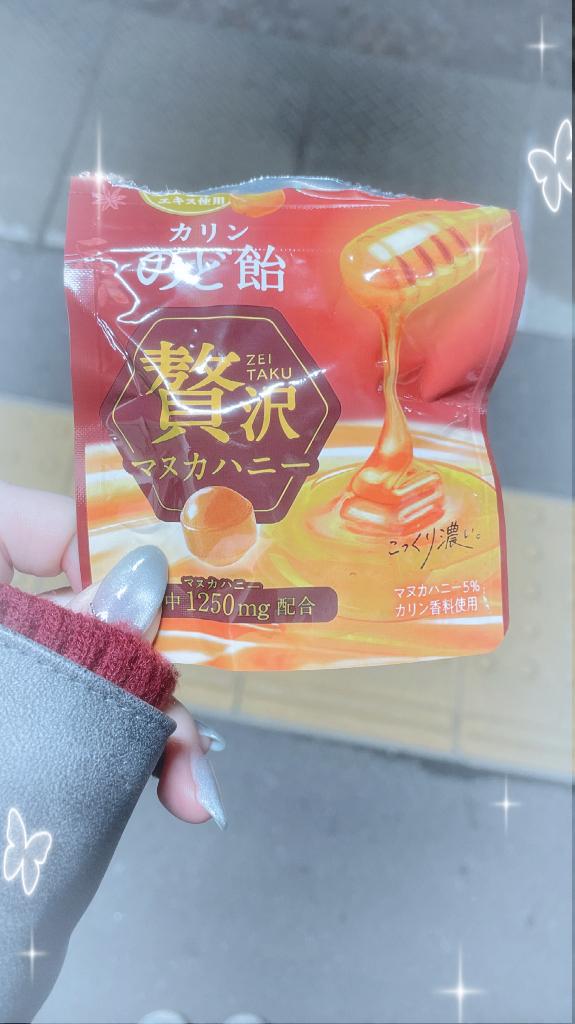 エキス使用
カリン
のど飴
贅沢
ZEI
TAKU
マヌカハニー
こっくり濃い。
マヌカハニー
中1250mg配合
マヌカハニー5%
カリン香料使用